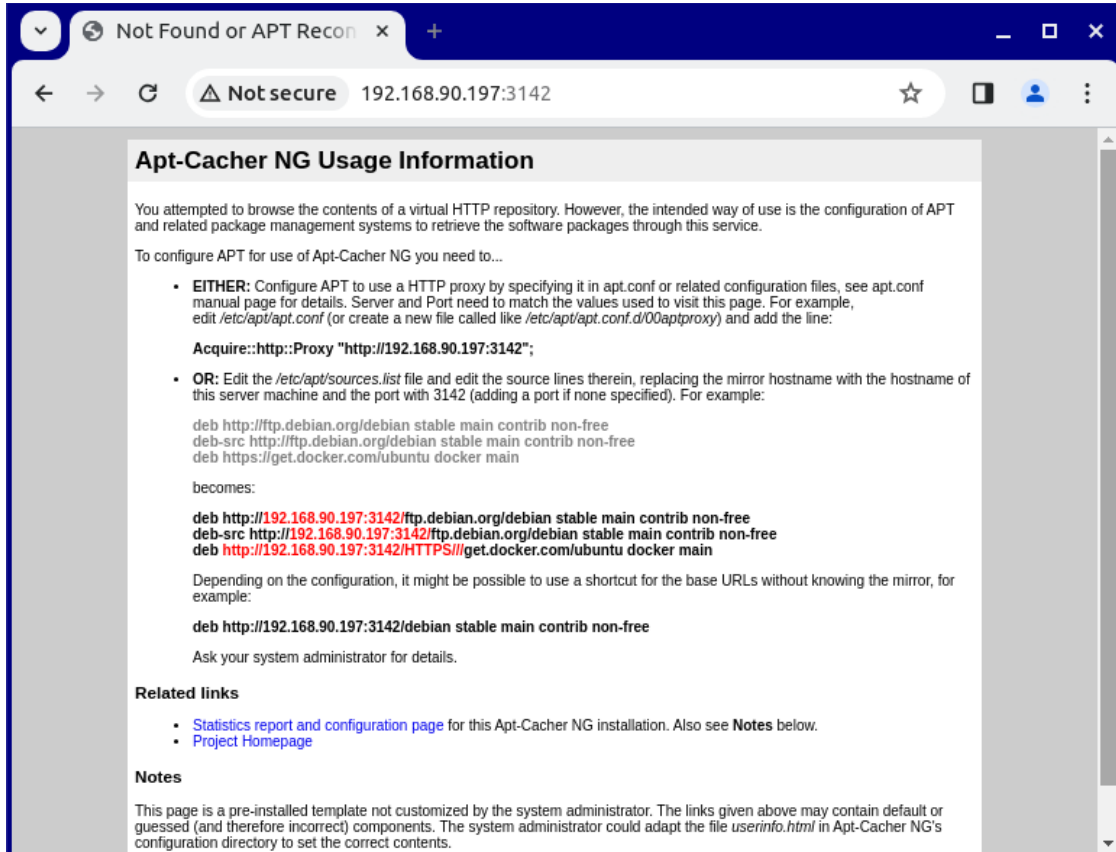 Not Found or APT Recon
Not secure 192.168.90.197:3142
Apt-Cacher NG Usage Information
You attempted to browse the contents of a virtual HTTP repository. However, the intended way of use is the configuration of APT
and related package management systems to retrieve the software packages through this service.
To configure APT for use of Apt-Cacher NG you need to...
• EITHER: Configure APT to use a HTTP proxy by specifying it in apt.conf or related configuration files, see apt.conf
manual page for details. Server and Port need to match the values used to visit this page. For example,
edit /etc/apt/apt.conf (or create a new file called like /etc/apt/apt.conf.d/00aptproxy) and add the line:
Acquire::http::Proxy "http://192.168.90.197:3142";
• OR: Edit the /etc/apt/sources.list file and edit the source lines therein, replacing the mirror hostname with the hostname of
this server machine and the port with 3142 (adding a port if none specified). For example:
deb http://ftp.debian.org/debian stable main contrib non-free
deb-src http://ftp.debian.org/debian stable main contrib non-free
deb https://get.docker.com/ubuntu docker main
becomes:
deb http://192.168.90.197:3142/ftp.debian.org/debian stable main contrib non-free
deb-src http://192.168.90.197:3142/ftp.debian.org/debian stable main contrib non-free
deb http://192.168.90.197:3142/HTTPS///get.docker.com/ubuntu docker main
Depending on the configuration, it might be possible to use a shortcut for the base URLs without knowing the mirror, for
example:
deb http://192.168.90.197:3142/debian stable main contrib non-free
Ask your system administrator for details.
Related links
• Statistics report and configuration page for this Apt-Cacher NG installation. Also see Notes below.
• Project Homepage
Notes
This page is a pre-installed template not customized by the system administrator. The links given above may contain default or
guessed (and therefore incorrect) components. The system administrator could adapt the file userinfo.html in Apt-Cacher NG's
configuration directory to set the correct contents.